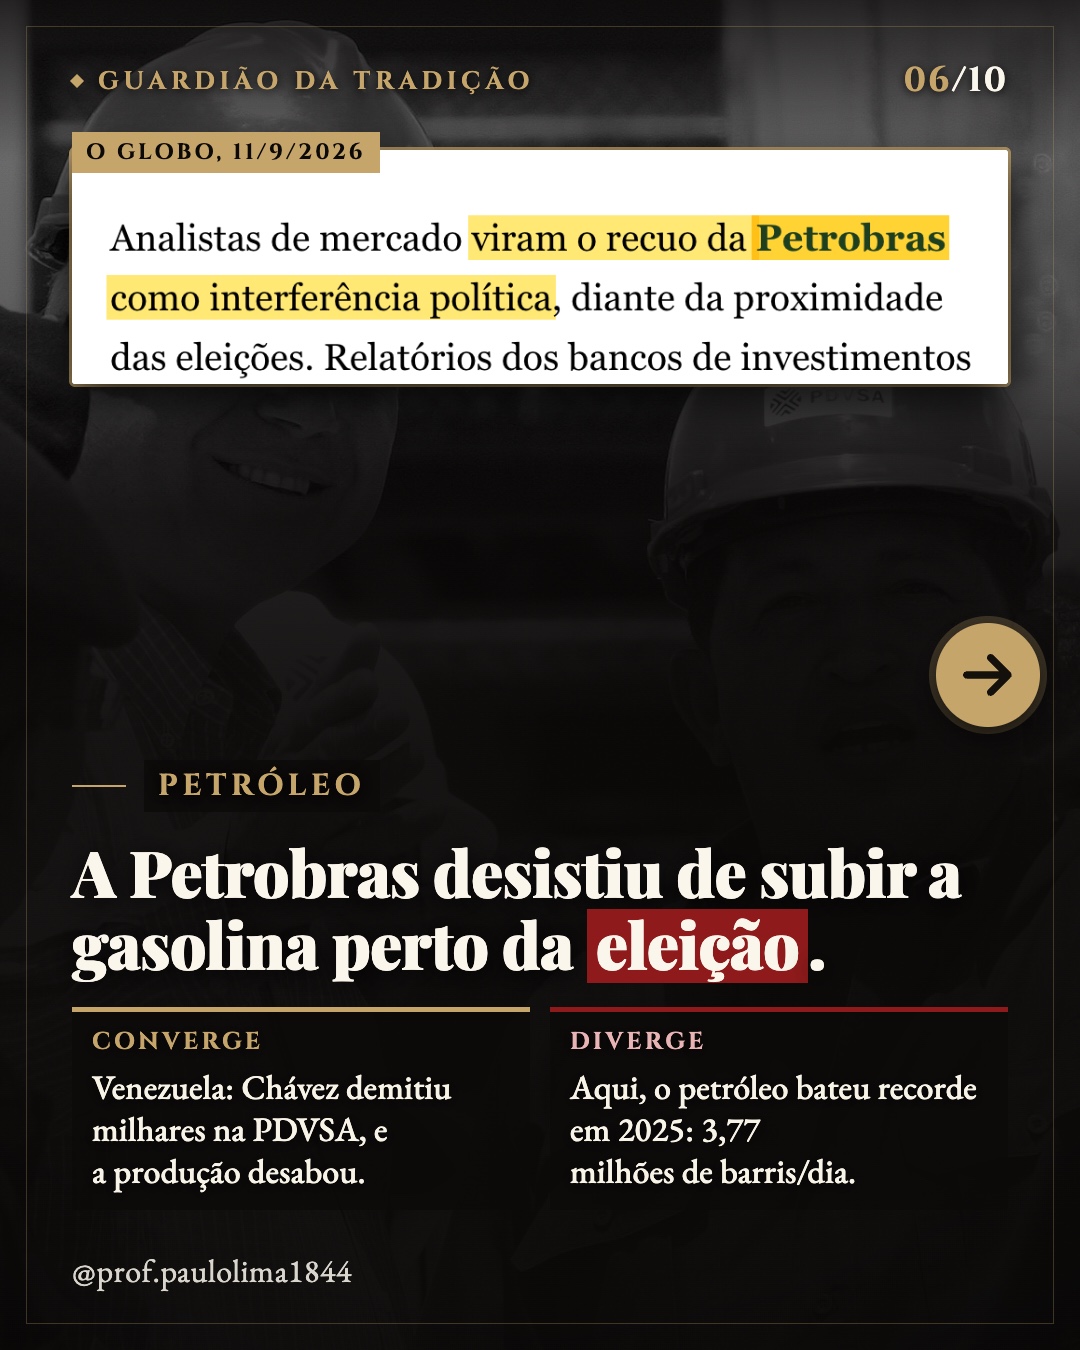 GUARDIÃO DA TRADIÇÃO
06/10
O GLOBO, 11/9/2026
Analistas de mercado viram o recuo da Petrobras
como interferência política, diante da proximidade
das eleições. Relatórios dos bancos de investimentos
PDVSA
PETRÓLEO
A Petrobras desistiu de subir a
gasolina perto da eleição.
CONVERGE
Venezuela: Chávez demitiu
milhares na PDVSA, e
a produção desabou.
DIVERGE
Aqui, o petróleo bateu recorde
em 2025: 3,77
milhões de barris/dia.
@prof.paulolima1844